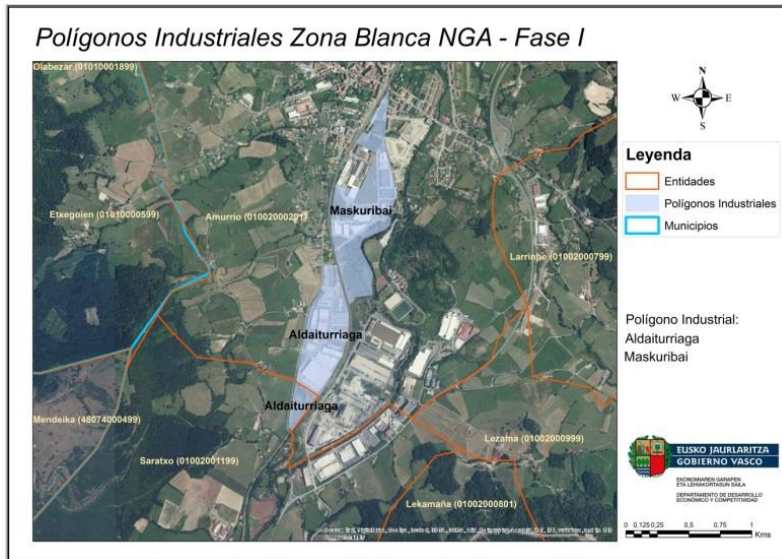 Polígonos Industriales Zona Blanca NGA - Fase I
Olabezar (01010001899)
Etxegoien (01010000599)
Amurrio (01002000201)
Maskuribai
Larrinbe (01002000799)
Aldaiturriaga
Aldaiturriaga
Mendeika (48074000499)
Saratxo (01002001199)
Lezama (01002000999)
Lekamaña (01002000801)
N
W E
S
Leyenda
Entidades
Polígonos Industriales
Municipios
Polígono Industrial:
Aldaiturriaga
Maskuribai
EUSKO JAURLARITZA
GOBIERNO VASCO
EKONOMIAREN GARAPEN
ETA LEHIAKORTASUN SAILA
DEPARTAMENTO DE DESARROLLO
ECONÓMICO Y COMPETITIVIDAD
0 0,125 0,25 0,5 0,75 1
Kms